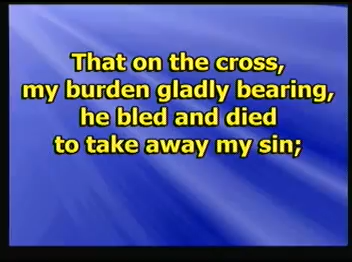 That on the cross,
my burden gladly bearing,
he bled and died
to take away my sin;